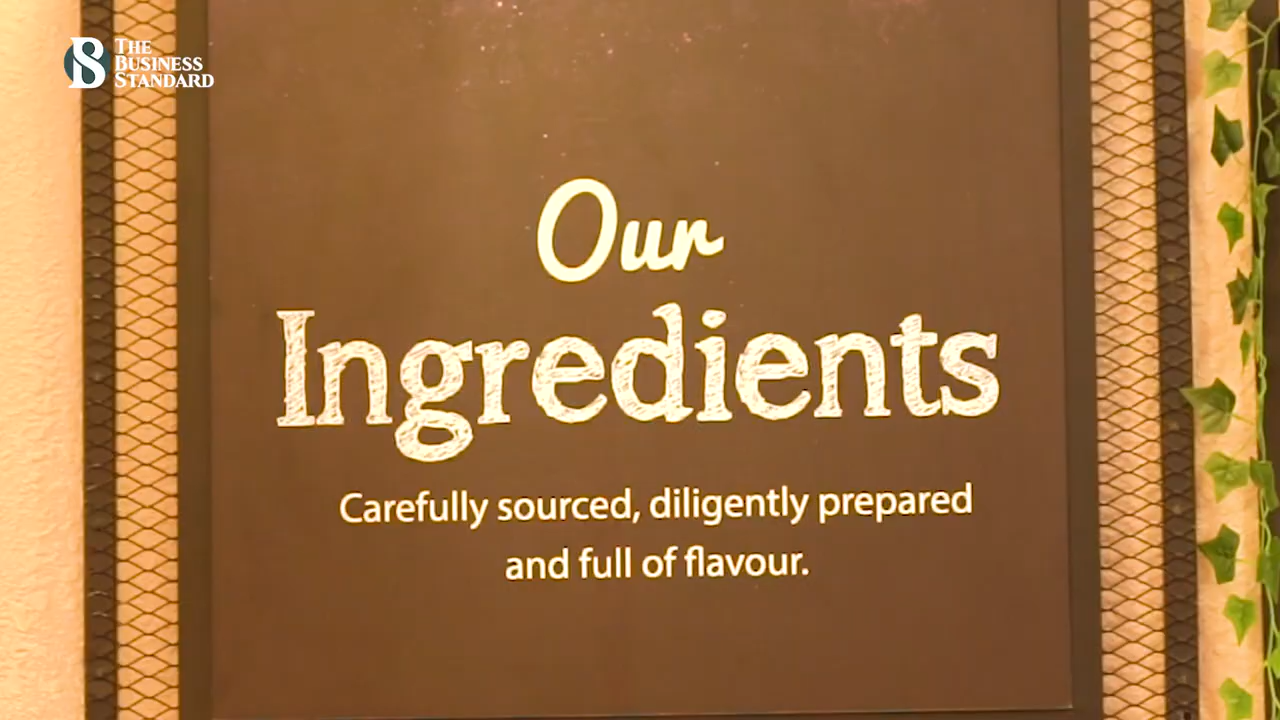 THE
BUSINESS
STANDARD
Our
Ingredients
Carefully sourced, diligently prepared
and full of flavour.